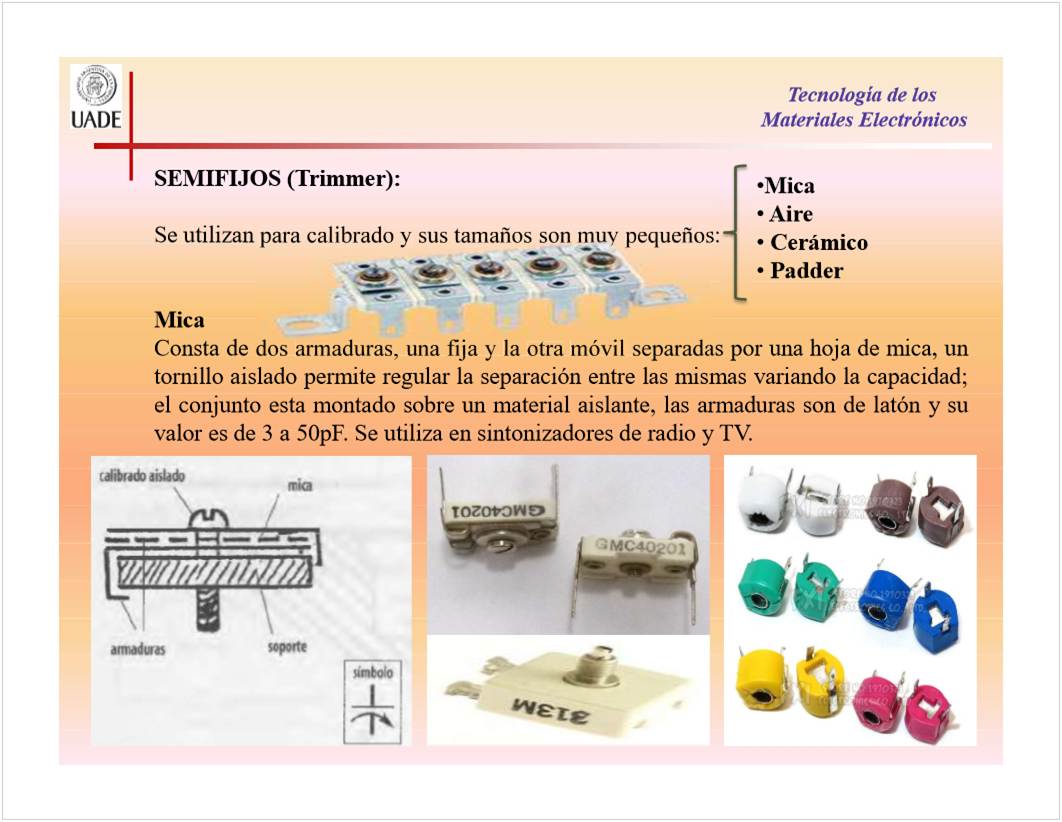 UADE
Tecnología de los
Materiales Electrónicos
SEMIFIJOS (Trimmer):
Se utilizan para calibrado y sus tamaños son muy pequeños:
•Mica
• Aire
• Cerámico
• Padder
Mica
Consta de dos armaduras, una fija y la otra móvil separadas por una hoja de mica, un
tornillo aislado permite regular la separación entre las mismas variando la capacidad;
el conjunto esta montado sobre un material aislante, las armaduras son de latón y su
valor es de 3 a 50pF. Se utiliza en sintonizadores de radio y TV.
calibrado aislado
mica
armaduras
soporte
símbolo
GMC40201
GMC40201
313M